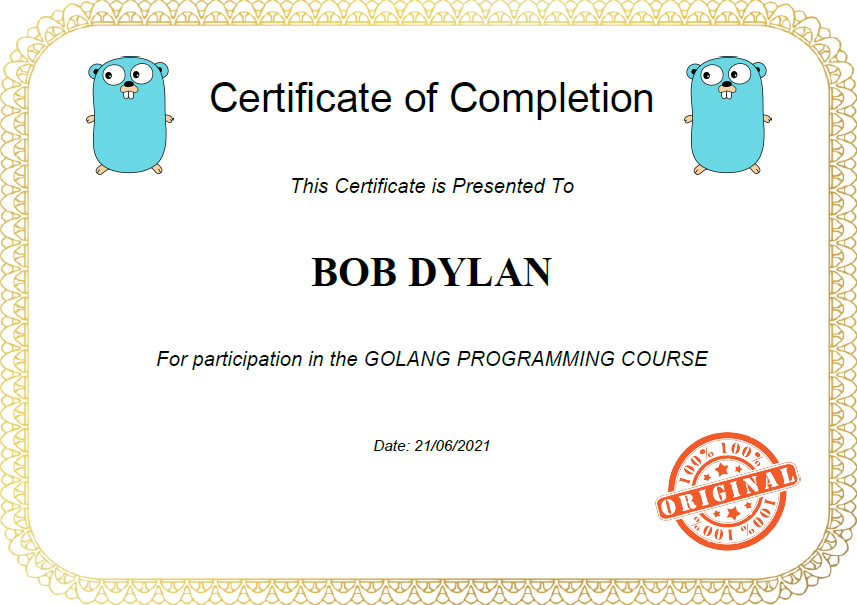 Certificate of Completion
This Certificate is Presented To
BOB DYLAN
For participation in the GOLANG PROGRAMMING COURSE
Date: 21/06/2021
100% 100%
ORIGINAL
100% 100%